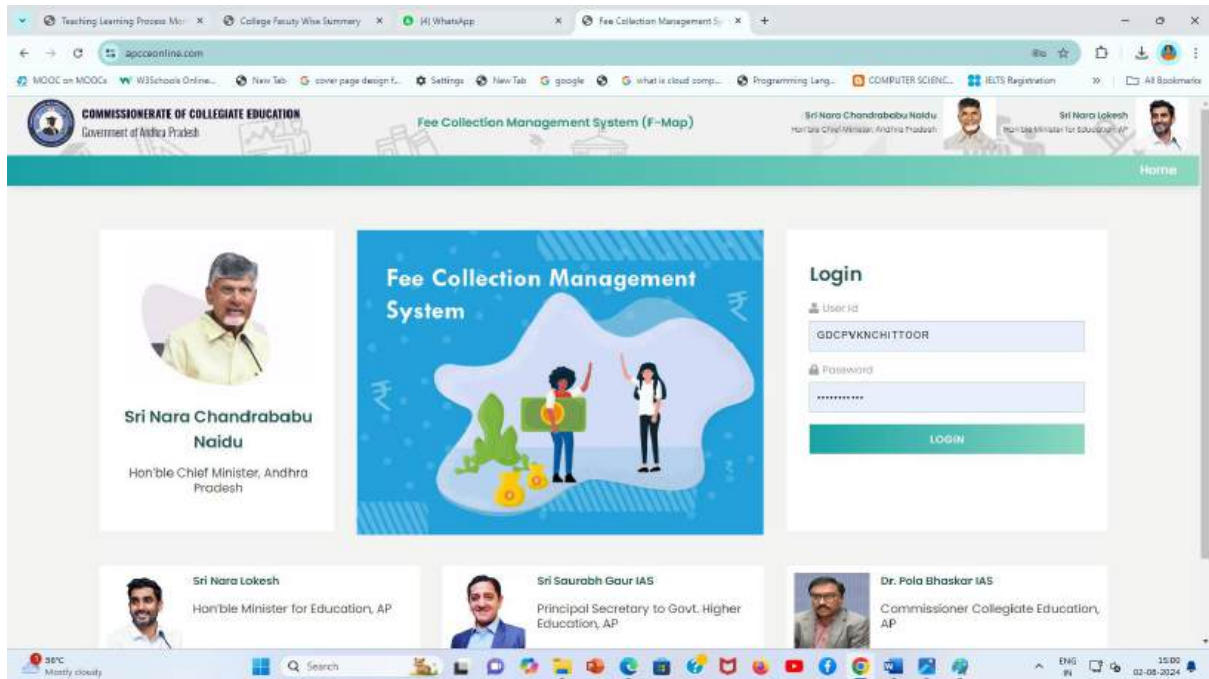 Teaching Learning Process Mor
College Faculty Wise Summery
(4) WhatsApp
Fee Collection Management Sy
apcceonline.com
MOOC on MOOCs
W3Schools Online...
New Tab
cover page design f...
Settings
New Tab
google
what is cloud comp...
Programming Lang...
COMPUTER SCIENC...
IELTS Registration
All Bookmarks
COMMISSIONERATE OF COLLEGIATE EDUCATION
Government of Andhra Pradesh
Fee Collection Management System (F-Map)
Sri Nara Chandrababu Naidu
Hon'ble Chief Minister, Andhra Pradesh
Sri Nara Lokesh
Hon'ble Minister for Education, AP
Home
Sri Nara Chandrababu
Naidu
Hon'ble Chief Minister, Andhra
Pradesh
Fee Collection Management
System
Login
User Id
GDCPVKNCHITTOOR
Password
LOGIN
Sri Nara Lokesh
Hon'ble Minister for Education, AP
Sri Saurabh Gaur IAS
Principal Secretary to Govt. Higher
Education, AP
Dr. Pola Bhaskar IAS
Commissioner Collegiate Education,
AP
Mostly cloudy
Search
ENG
IN
15:00
02-08-2024